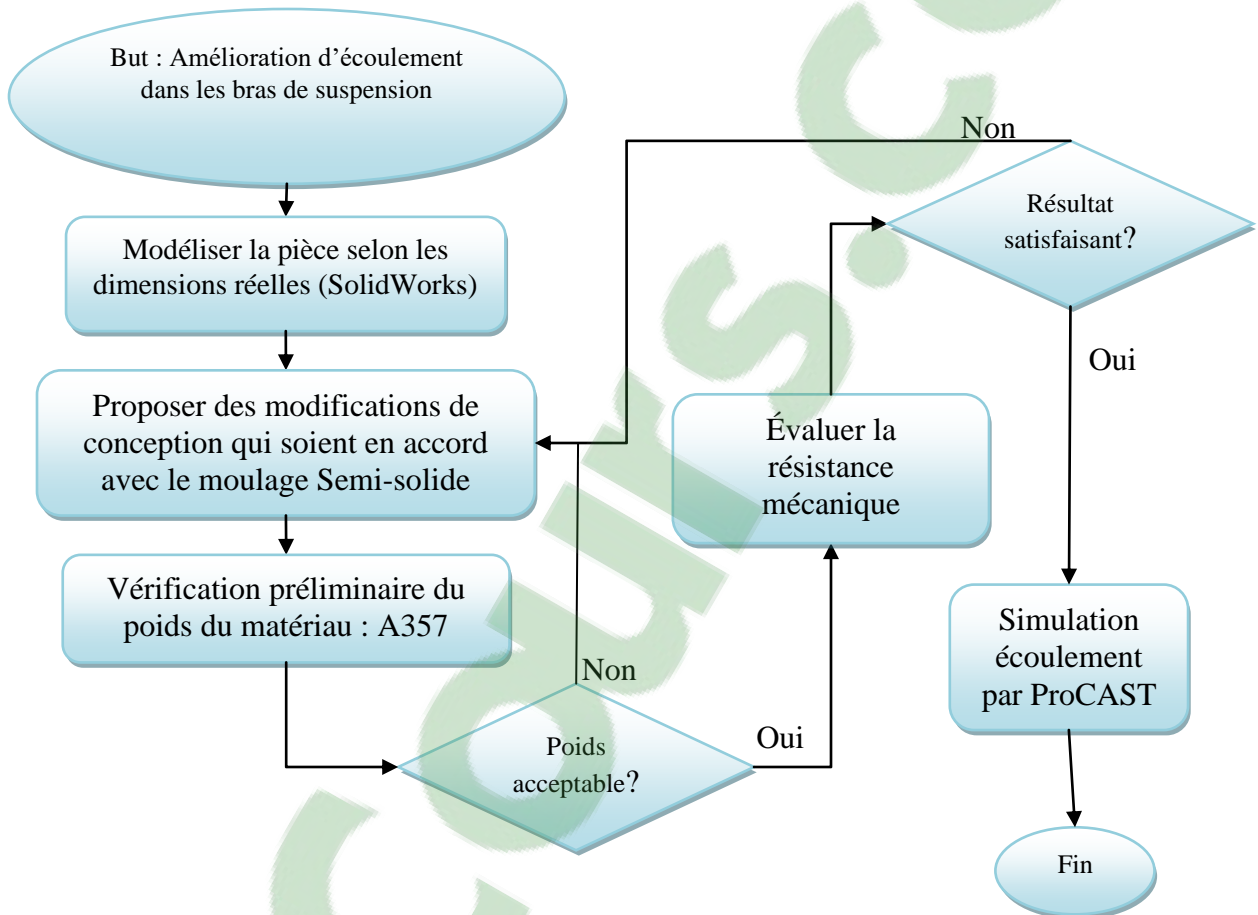 But : Amélioration d'écoulement
dans les bras de suspension
Modéliser la pièce selon les
dimensions réelles (SolidWorks)
Proposer des modifications de
conception qui soient en accord
avec le moulage Semi-solide
Vérification préliminaire du
poids du matériau : A357
Non
Poids
acceptable?
Oui
Évaluer la
résistance
mécanique
Non
Résultat
satisfaisant?
Oui
Simulation
écoulement
par ProCAST
Fin